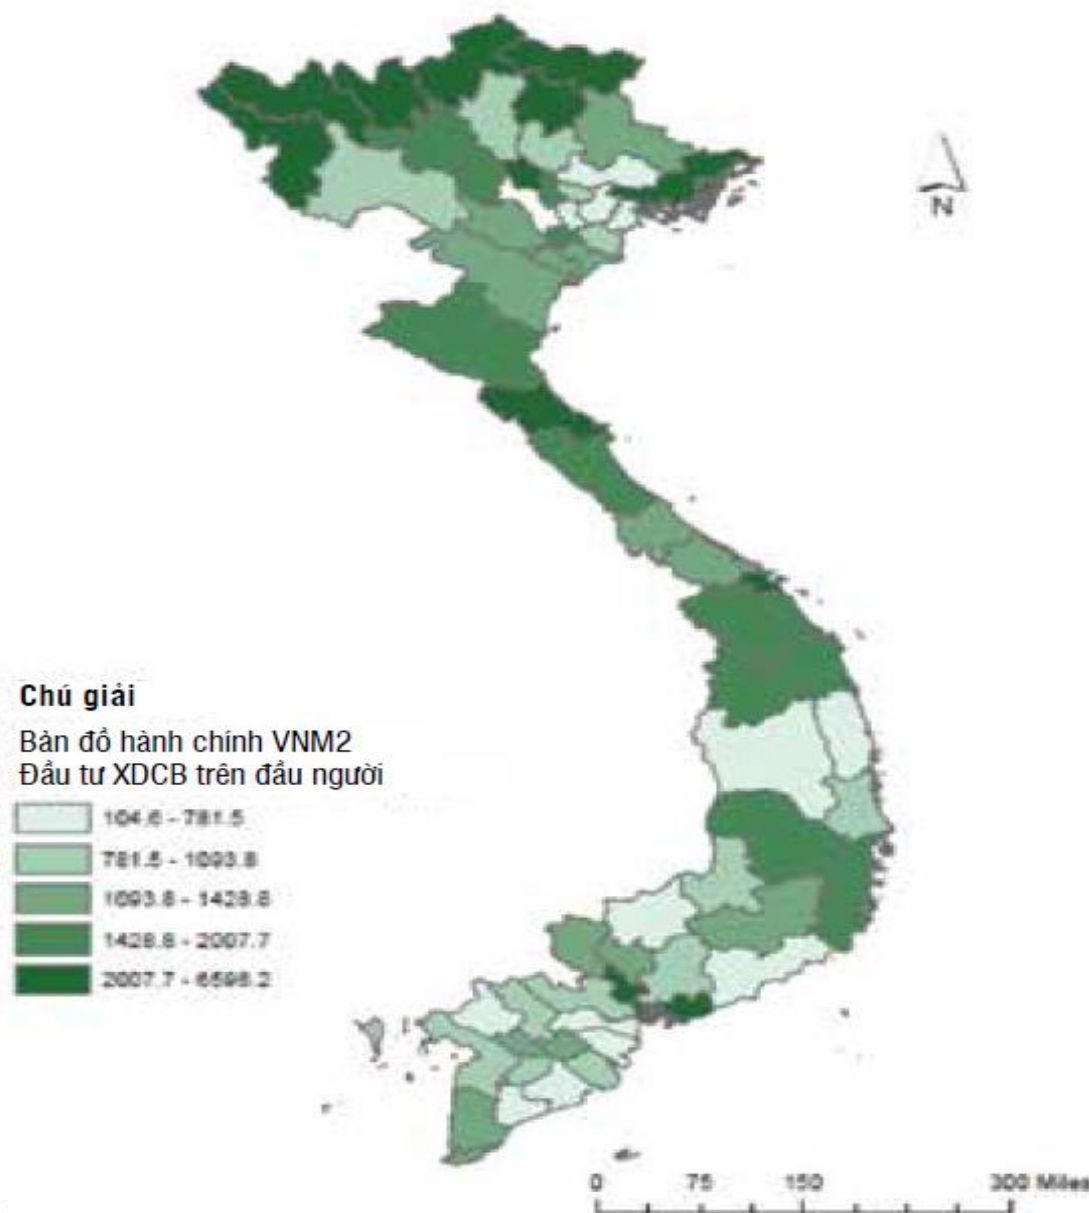 N
Chú giải
Bản đồ hành chính VNM2
Đầu tư XDCB trên đầu người
104.6 - 781.5
781.5 - 1093.8
1093.8 - 1428.8
1428.8 - 2007.7
2007.7 - 6596.2
0 75 150 300 Miles